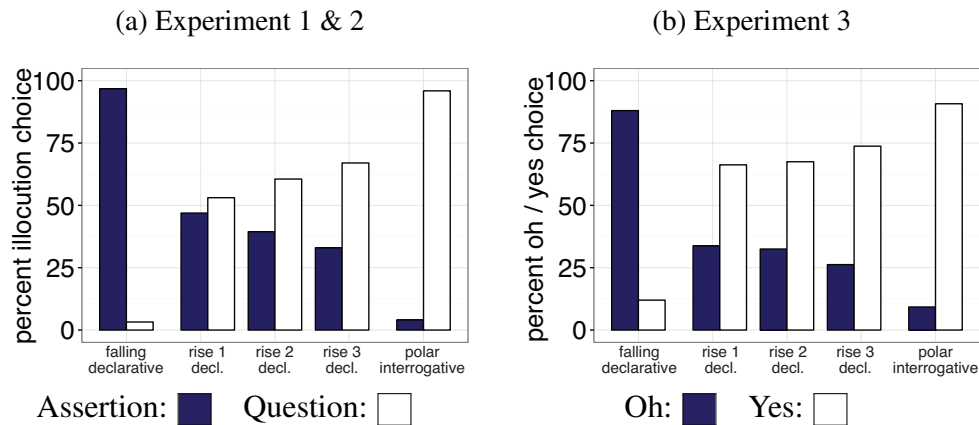 (a) Experiment 1 & 2
percent illocution choice
100
75
50
25
0
falling declarative
rise 1 decl.
rise 2 decl.
rise 3 decl.
polar interrogative
Assertion: Question:
(b) Experiment 3
percent oh / yes choice
100
75
50
25
0
falling declarative
rise 1 decl.
rise 2 decl.
rise 3 decl.
polar interrogative
Oh: Yes: